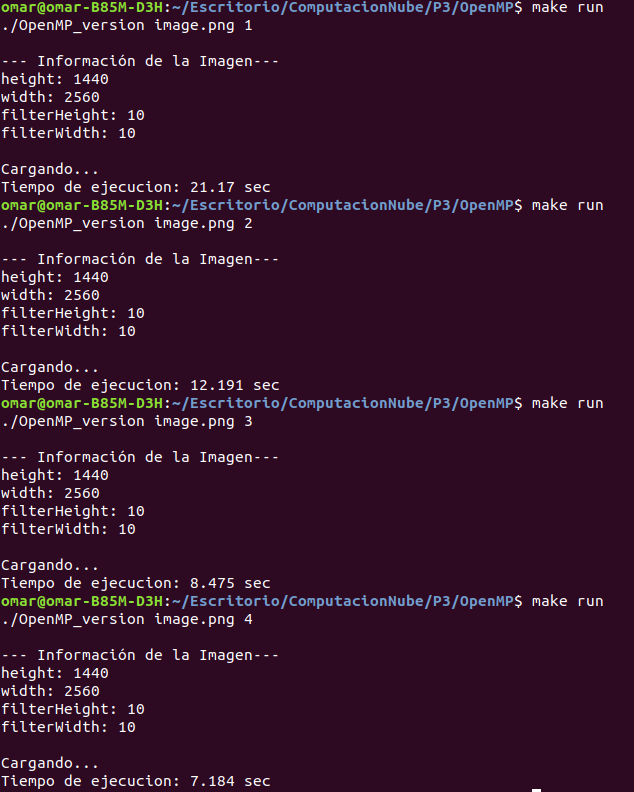 omar@omar-B85M-D3H:~/Escritorio/ComputacionNube/P3/OpenMP$ make run
./OpenMP_version image.png 1
--- Información de la Imagen---
height: 1440
width: 2560
filterHeight: 10
filterWidth: 10
Cargando...
Tiempo de ejecucion: 21.17 sec
omar@omar-B85M-D3H:~/Escritorio/ComputacionNube/P3/OpenMP$ make run
./OpenMP_version image.png 2
--- Información de la Imagen---
height: 1440
width: 2560
filterHeight: 10
filterWidth: 10
Cargando...
Tiempo de ejecucion: 12.191 sec
omar@omar-B85M-D3H:~/Escritorio/ComputacionNube/P3/OpenMP$ make run
./OpenMP_version image.png 3
--- Información de la Imagen---
height: 1440
width: 2560
filterHeight: 10
filterWidth: 10
Cargando...
Tiempo de ejecucion: 8.475 sec
omar@omar-B85M-D3H:~/Escritorio/ComputacionNube/P3/OpenMP$ make run
./OpenMP_version image.png 4
--- Información de la Imagen---
height: 1440
width: 2560
filterHeight: 10
filterWidth: 10
Cargando...
Tiempo de ejecucion: 7.184 sec